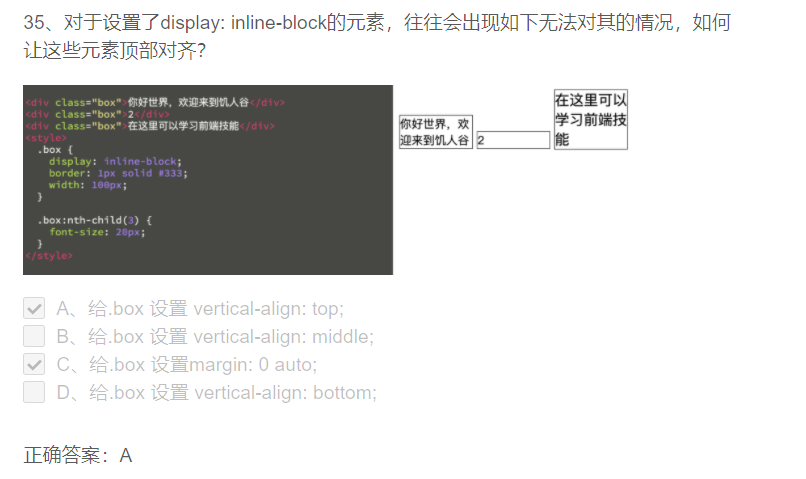 35、对于设置了display: inline-block的元素，往往会出现如下无法对其的情况，如何
让这些元素顶部对齐?
<div class="box">你好世界，欢迎来到饥人谷</div>
<div class="box">2</div>
<div class="box">在这里可以学习前端技能</div>
<style>
.box {
display: inline-block;
border: 1px solid #333;
width: 100px;
}
.box:nth-child(3) {
font-size: 20px;
}
</style>
你好世界，欢
迎来到饥人谷
2
在这里可以
学习前端技
能
A、给.box 设置 vertical-align: top;
B、给.box 设置 vertical-align: middle;
C、给.box 设置margin: 0 auto;
D、给.box 设置 vertical-align: bottom;
正确答案：A